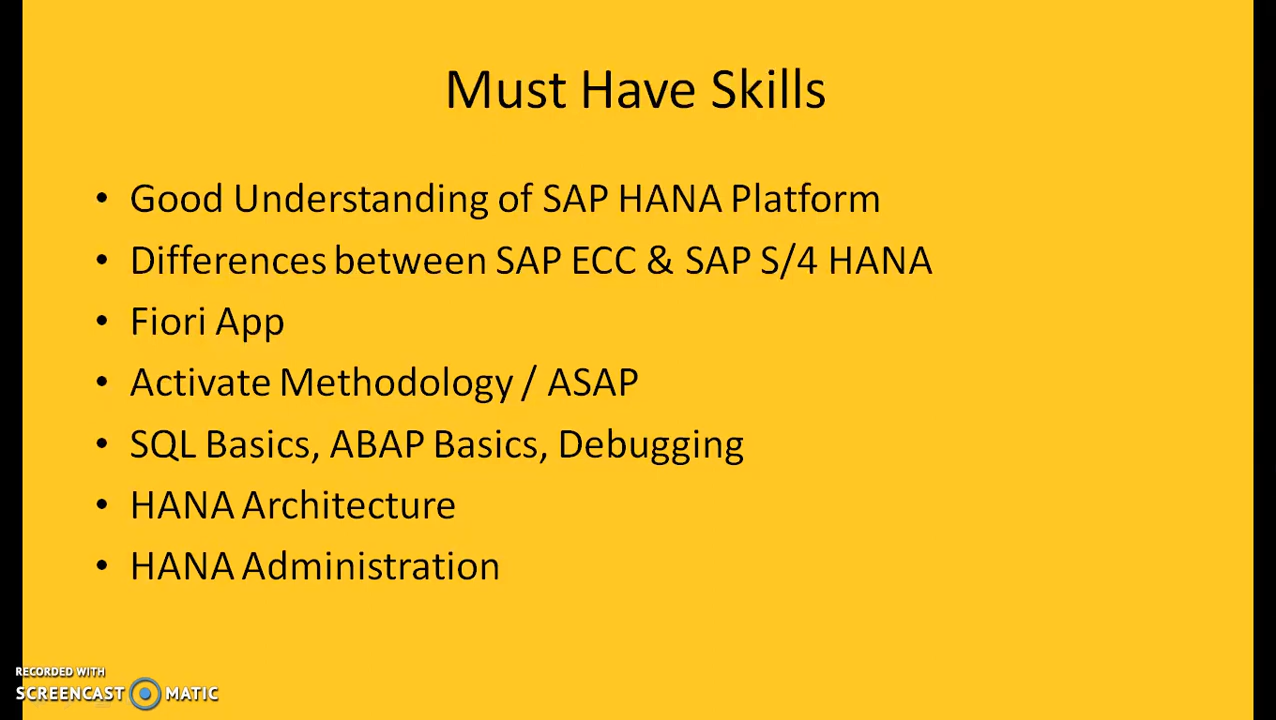 Must Have Skills
• Good Understanding of SAP HANA Platform
• Differences between SAP ECC & SAP S/4 HANA
• Fiori App
• Activate Methodology / ASAP
• SQL Basics, ABAP Basics, Debugging
• HANA Architecture
• HANA Administration
RECORDED WITH
SCREENCAST MATIC